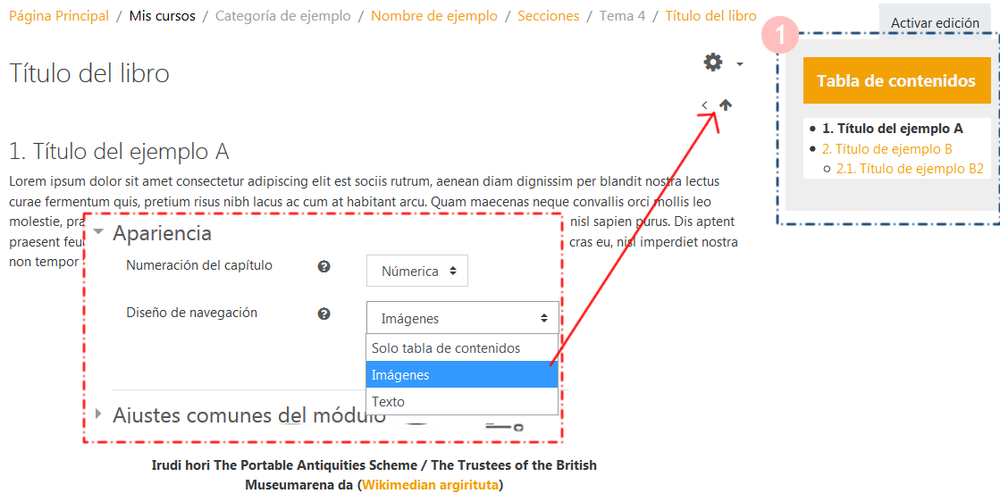 Página Principal / Mis cursos / Categoría de ejemplo / Nombre de ejemplo / Secciones / Tema 4 / Título del libro
Activar edición
1
Título del libro
Tabla de contenidos
1. Título del ejemplo A
2. Título de ejemplo B
2.1. Título de ejemplo B2
1. Título del ejemplo A
Lorem ipsum dolor sit amet consectetur adipiscing elit est sociis rutrum, aenean diam dignissim per blandit nostra lectus
curae fermentum quis, pretium risus nibh lacus ac cum at habitant arcu. Quam maecenas neque convallis orci mollis leo
molestie, nisl sapien purus. Dis aptent
praesent cras eu, nisl imperdiet nostra
non tempor
Apariencia
Numeración del capítulo
Númerica
Diseño de navegación
Imágenes
Solo tabla de contenidos
Imágenes
Texto
Ajustes comunes del módulo
Irudi hori The Portable Antiquities Scheme / The Trustees of the British
Museumarena da (Wikimedian argirituta)